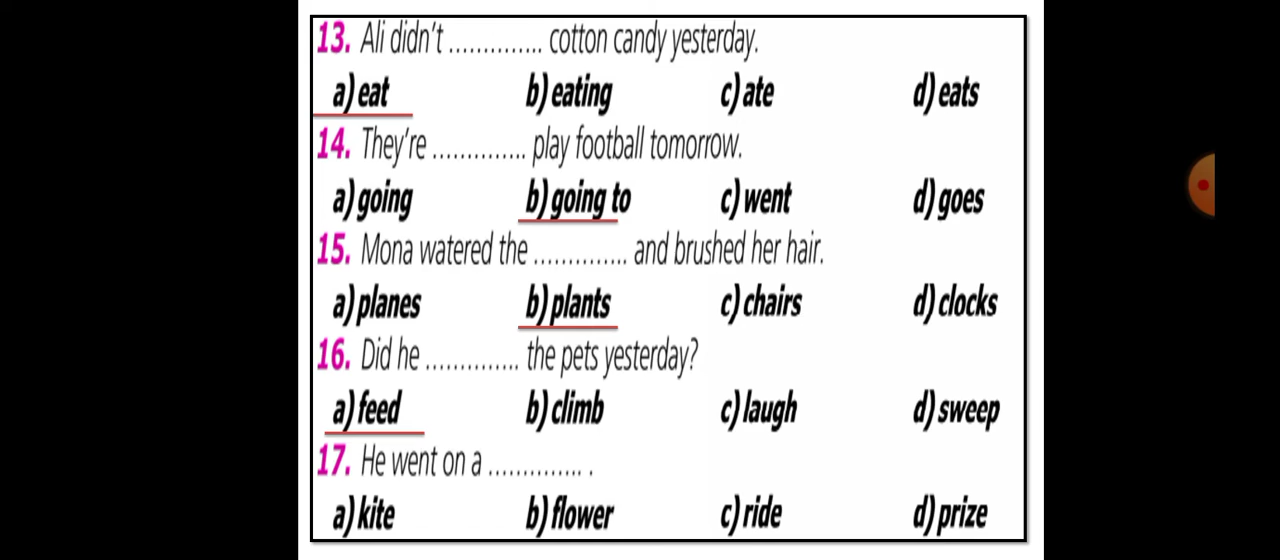 13. Ali didn't .............. cotton candy yesterday.
a) eat b) eating c) ate d) eats
14. They're .............. play football tomorrow.
a) going b) going to c) went d) goes
15. Mona watered the .............. and brushed her hair.
a) planes b) plants c) chairs d) clocks
16. Did he .............. the pets yesterday?
a) feed b) climb c) laugh d) sweep
17. He went on a .............. .
a) kite b) flower c) ride d) prize